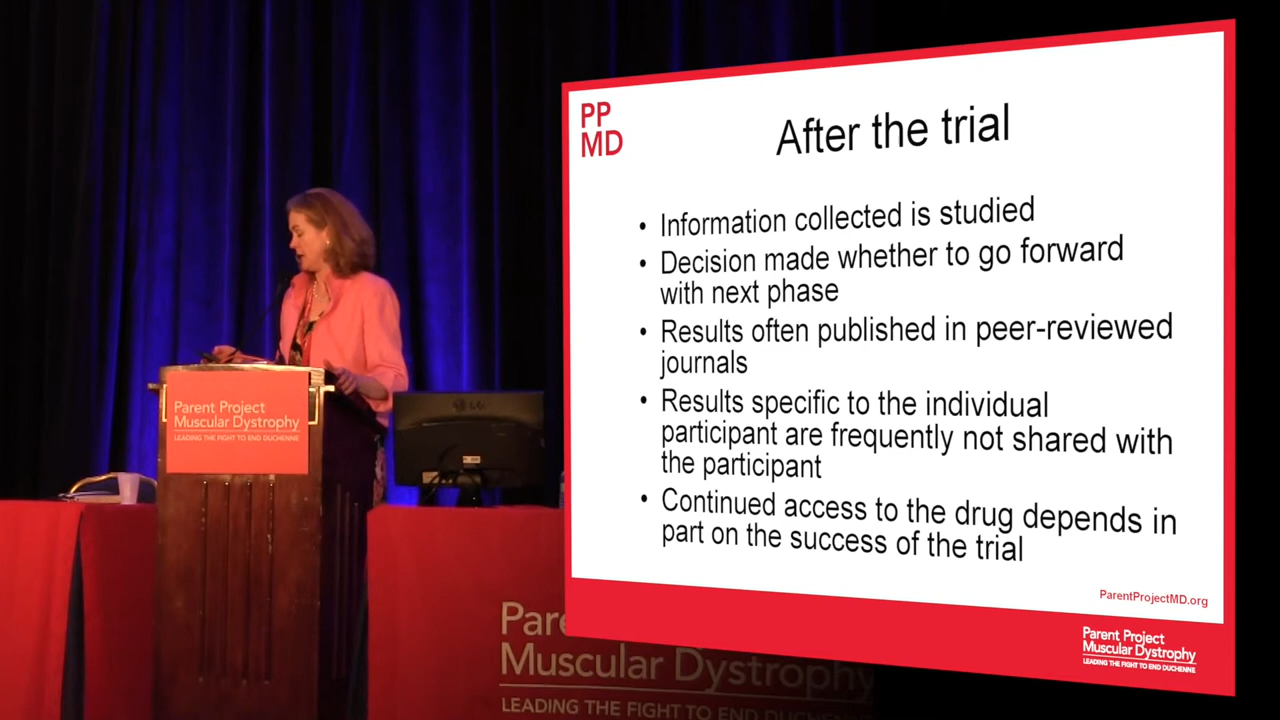 PP
MD
After the trial
• Information collected is studied
• Decision made whether to go forward
with next phase
• Results often published in peer-reviewed
journals
• Results specific to the individual
participant are frequently not shared with
the participant
• Continued access to the drug depends in
part on the success of the trial
ParentProjectMD.org
Parent Project
Muscular Dystrophy
LEADING THE FIGHT TO END DUCHENNE
Parent Project
Muscular Dystrophy
LEADING THE FIGHT TO END DUCHENNE
LG
Pare
Muscular Dystrophy
LEADING THE FIGHT TO END DUCHENNE